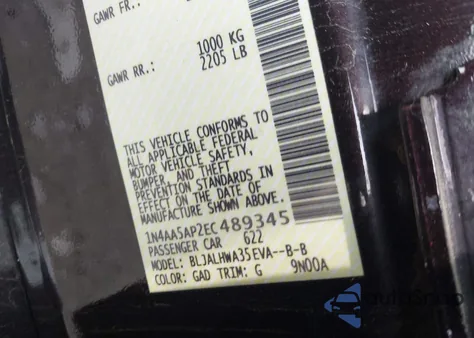 GAWR FR.:
1000 KG
GAWR RR.: 2205 LB
THIS VEHICLE CONFORMS TO
ALL APPLICABLE FEDERAL
MOTOR VEHICLE SAFETY,
BUMPER, AND THEFT
PREVENTION STANDARDS IN
EFFECT ON THE DATE OF
MANUFACTURE SHOWN ABOVE.
1N4AA5AP2EC489345
PASSENGER CAR 622
MODEL: BLJALHWA35EVA--B-B
COLOR: GAD TRIM: G 9N00A